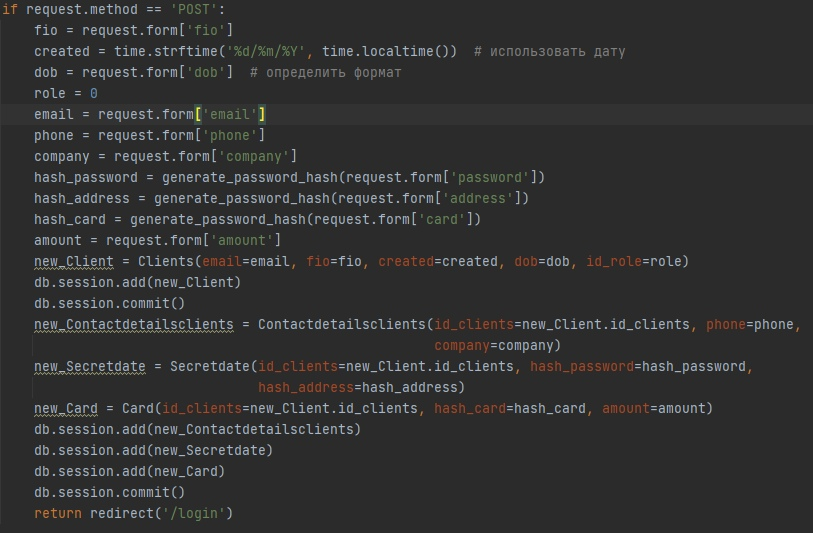 if request.method == 'POST':
    fio = request.form['fio']
    created = time.strftime('%d/%m/%Y', time.localtime())  # использовать дату
    dob = request.form['dob']  # определить формат
    role = 0
    email = request.form['email']
    phone = request.form['phone']
    company = request.form['company']
    hash_password = generate_password_hash(request.form['password'])
    hash_address = generate_password_hash(request.form['address'])
    hash_card = generate_password_hash(request.form['card'])
    amount = request.form['amount']
    new_Client = Clients(email=email, fio=fio, created=created, dob=dob, id_role=role)
    db.session.add(new_Client)
    db.session.commit()
    new_Contactdetailsclients = Contactdetailsclients(id_clients=new_Client.id_clients, phone=phone,
                                                      company=company)
    new_Secretdate = Secretdate(id_clients=new_Client.id_clients, hash_password=hash_password,
                                hash_address=hash_address)
    new_Card = Card(id_clients=new_Client.id_clients, hash_card=hash_card, amount=amount)
    db.session.add(new_Contactdetailsclients)
    db.session.add(new_Secretdate)
    db.session.add(new_Card)
    db.session.commit()
    return redirect('/login')